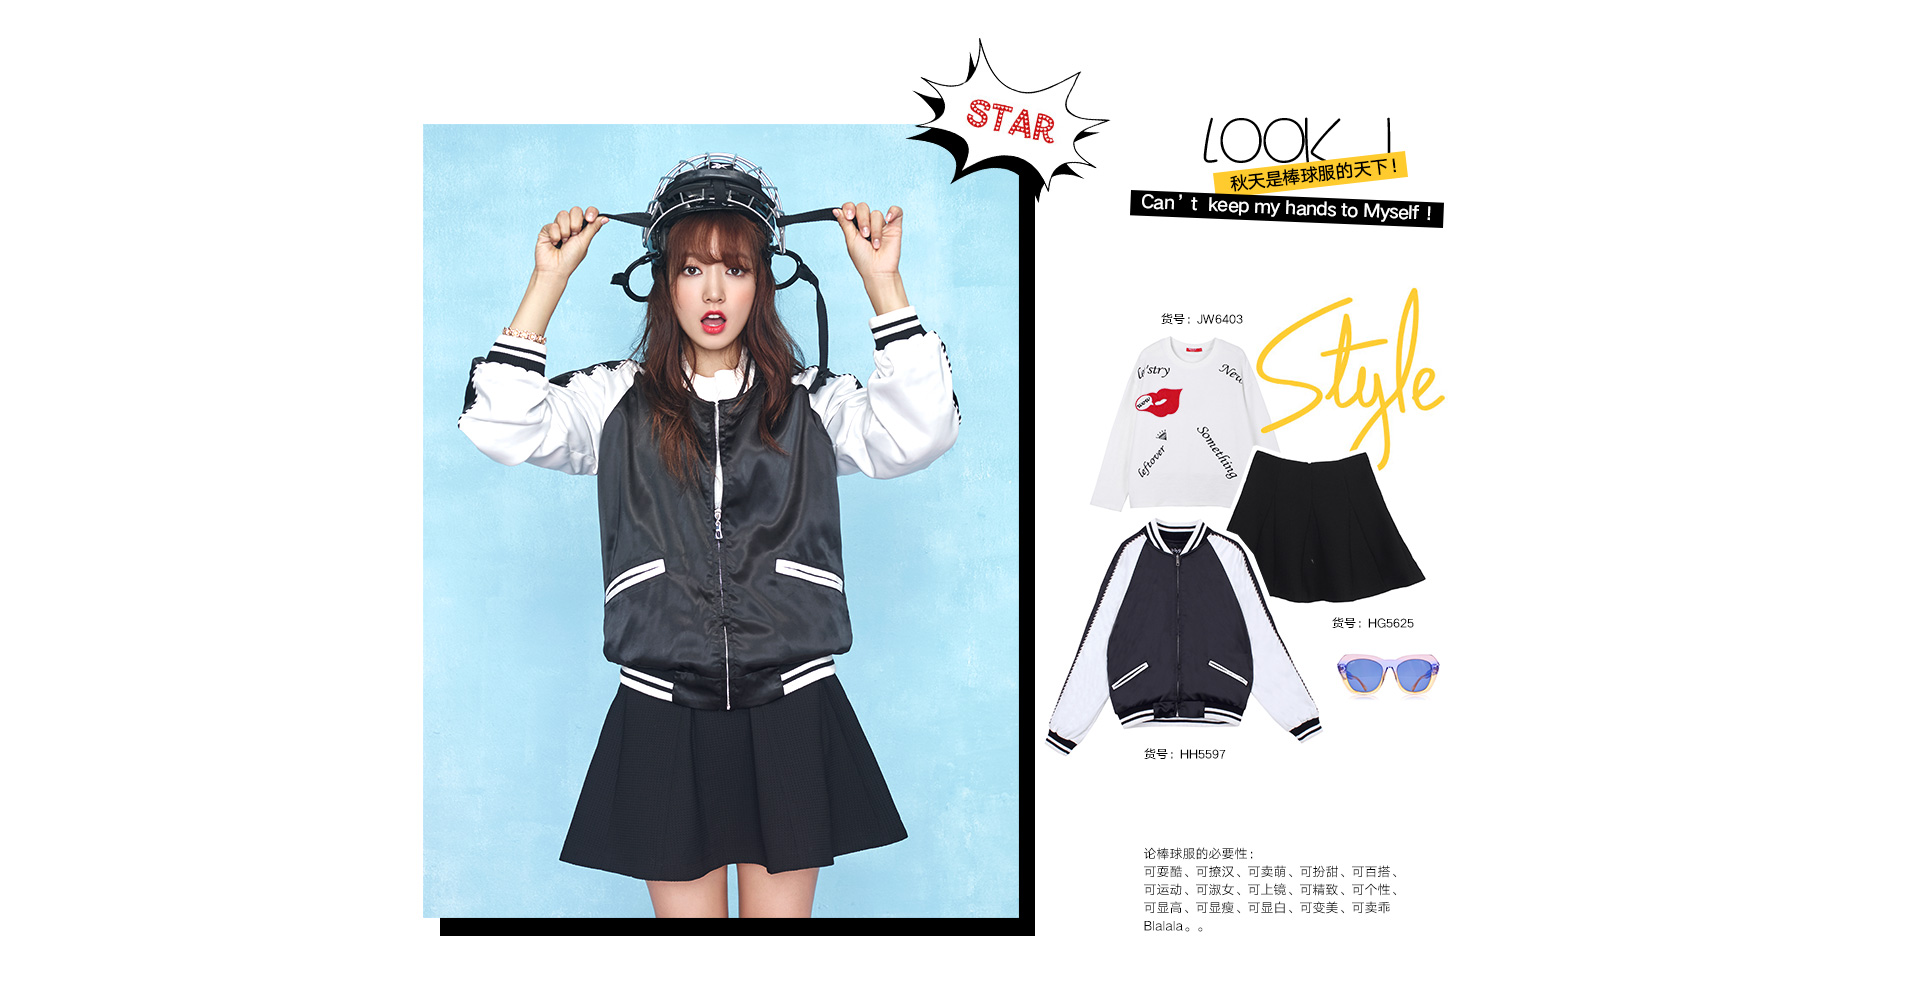 STAR
LOOK 1
秋天是棒球服的天下！
Can’t keep my hands to Myself！
Style
货号：JW6403
let'stry
New
wow
leftover
Something
货号：HG5625
货号：HH5597
论棒球服的必要性：
可耍酷、可撩汉、可卖萌、可扮甜、可百搭、
可运动、可淑女、可上镜、可精致、可个性、
可显高、可显瘦、可显白、可变美、可卖乖
Blalala。。